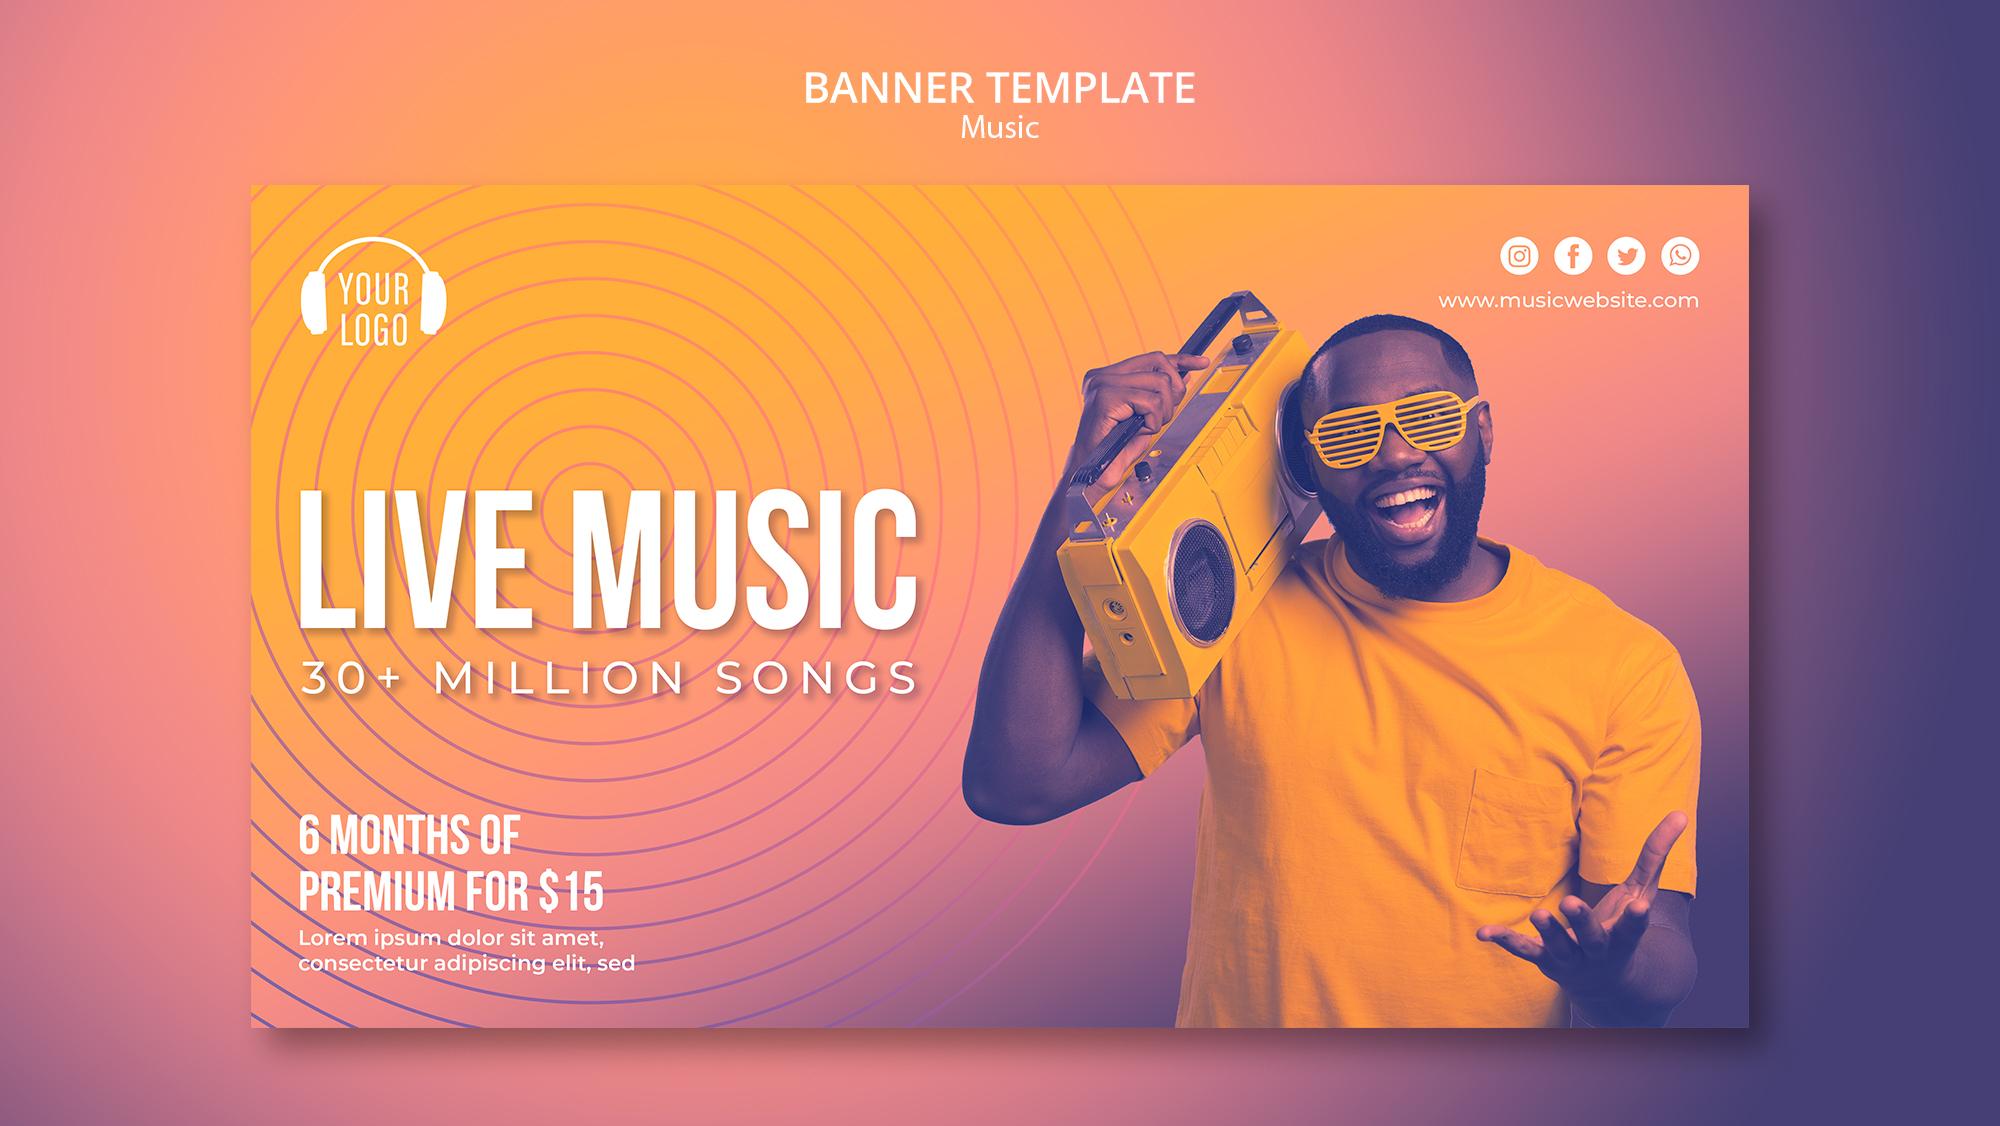 BANNER TEMPLATE
Music
YOUR
LOGO
www.musicwebsite.com
LIVE MUSIC
30+ MILLION SONGS
6 MONTHS OF
PREMIUM FOR $15
Lorem ipsum dolor sit amet,
consectetur adipiscing elit, sed